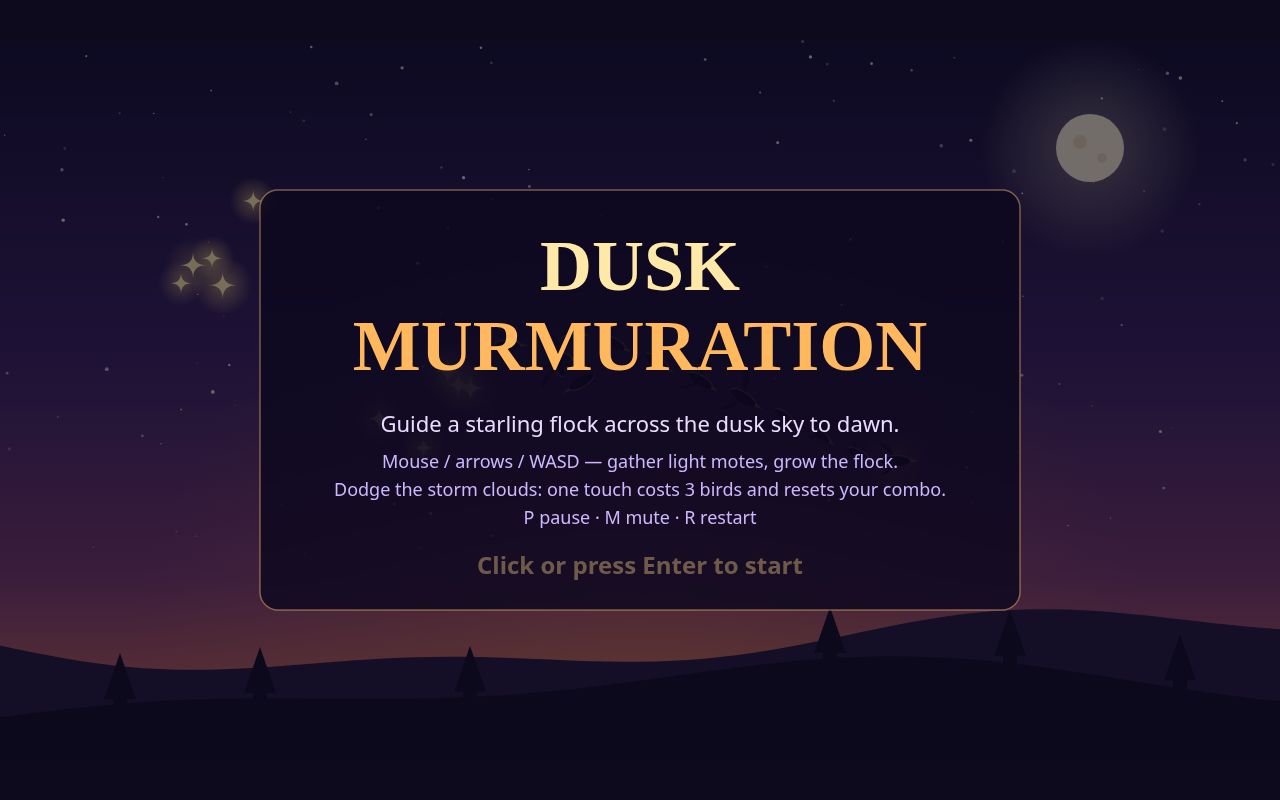 DUSK
MURMURATION
Guide a starling flock across the dusk sky to dawn.
Mouse / arrows / WASD — gather light motes, grow the flock.
Dodge the storm clouds: one touch costs 3 birds and resets your combo.
P pause · M mute · R restart
Click or press Enter to start